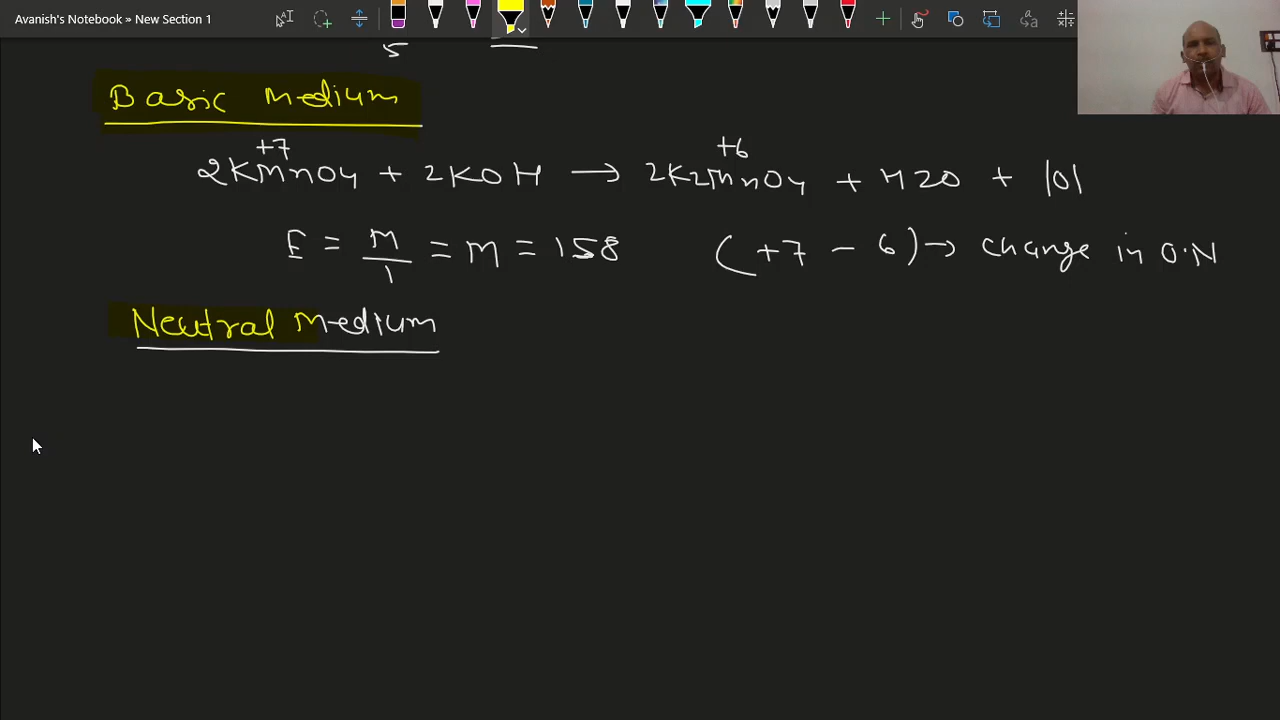 Avanish's Notebook » New Section 1
5
Basic Medium
+7 +6
2KMnO4 + 2KOH → 2K2MnO4 + H2O + |O|
E = M/1 = M = 158 (+7 - 6) → change in O.N
Neutral Medium